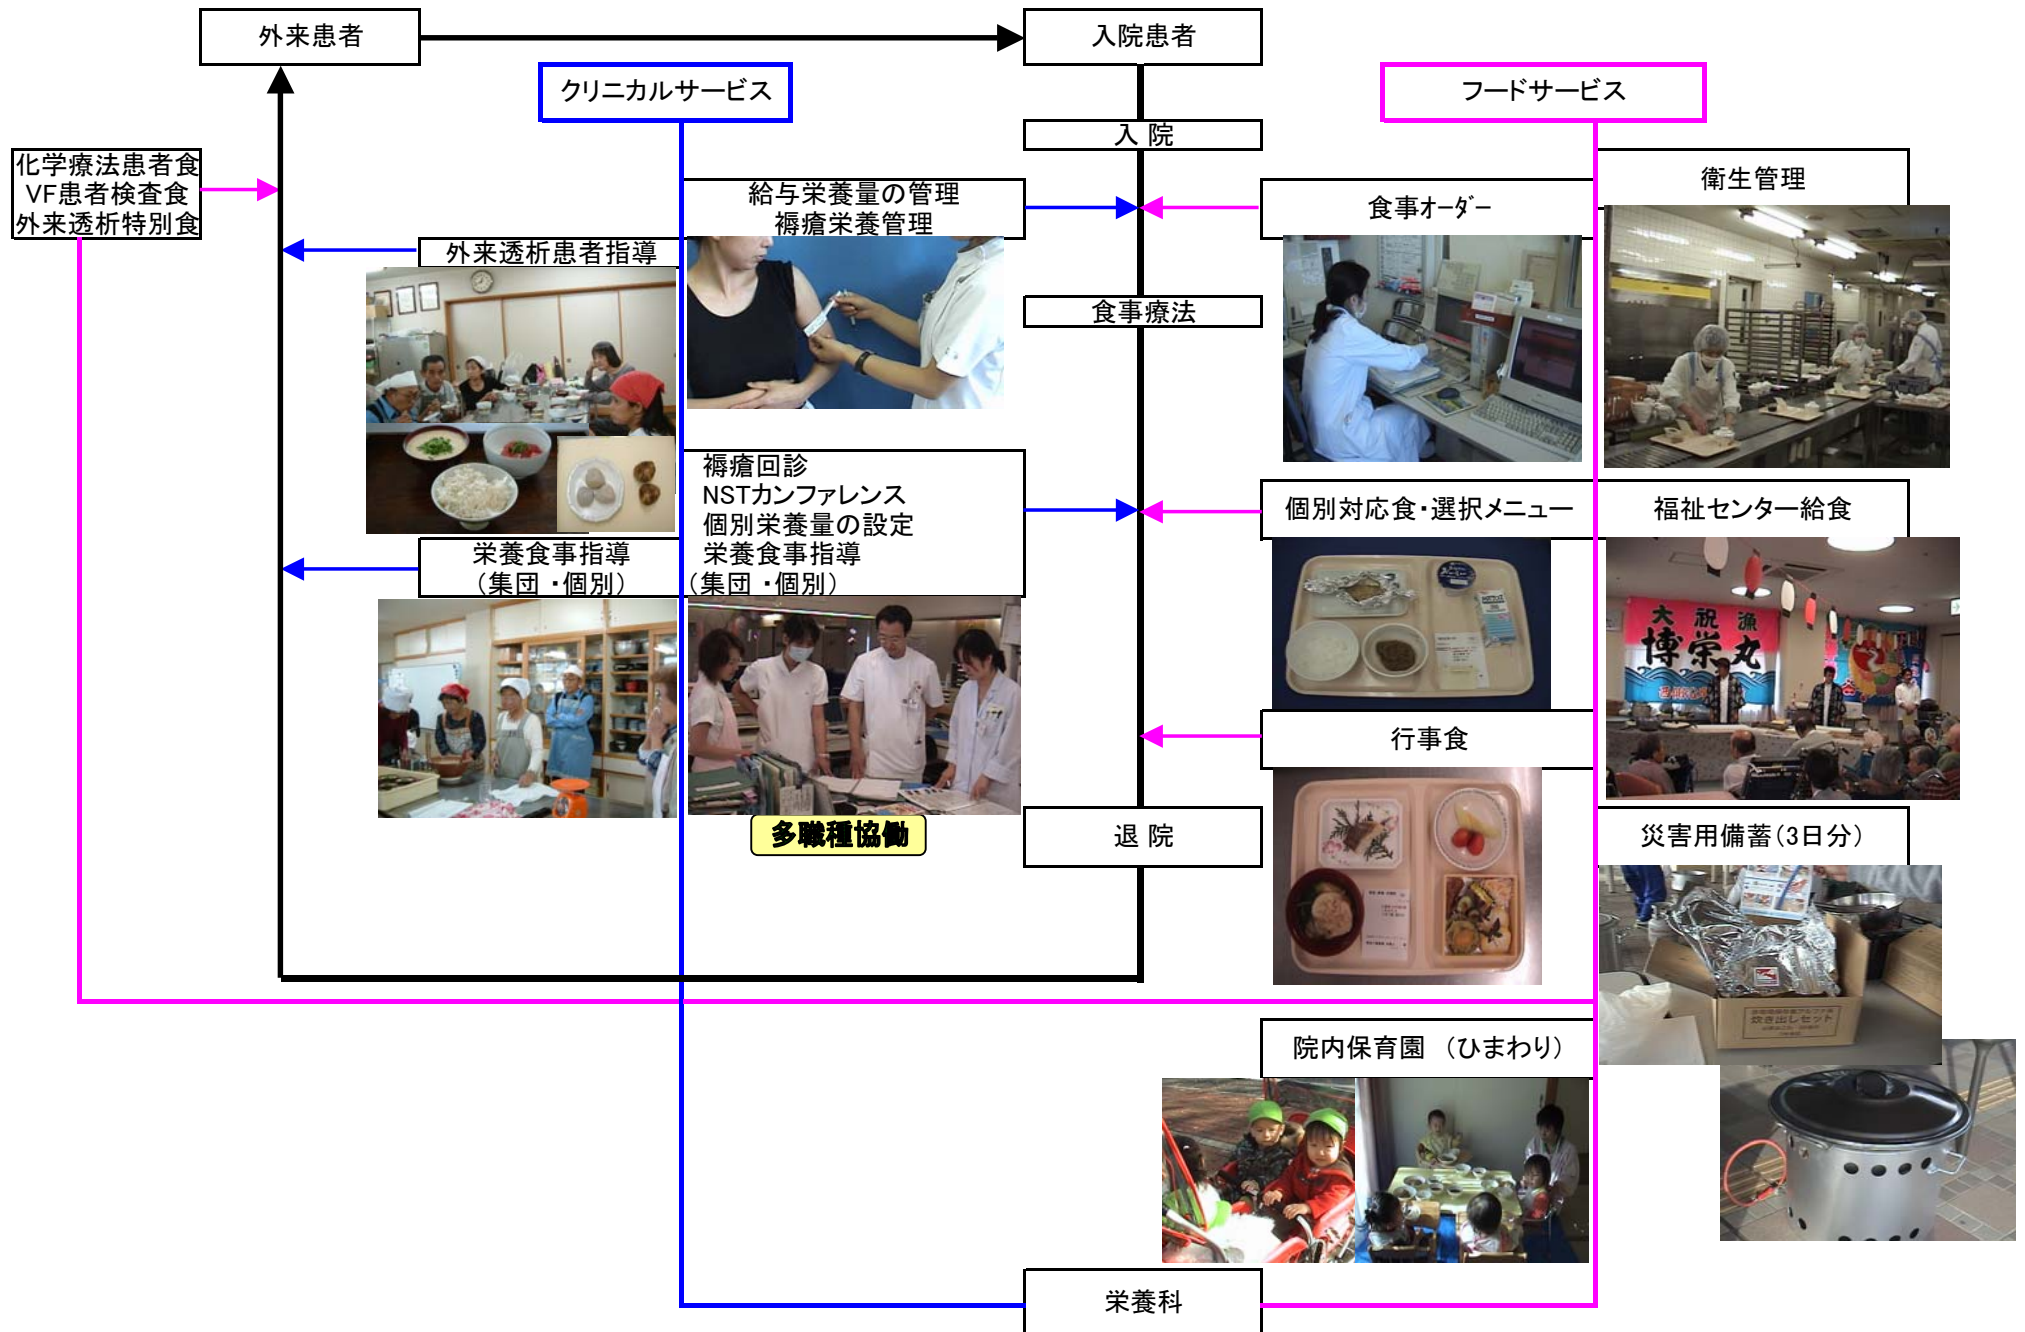 外来患者
入院患者
クリニカルサービス
フードサービス
入 院
化学療法患者食
VF患者検査食
外来透析特別食
給与栄養量の管理
褥瘡栄養管理
食事オーダー
衛生管理
外来透析患者指導
食事療法
褥瘡回診
NSTカンファレンス
個別栄養量の設定
栄養食事指導
（集団 ・個別）
栄養食事指導
（集団 ・個別）
個別対応食・選択メニュー
福祉センター給食
大 祝 漁
博栄丸
行事食
多職種協働
退 院
災害用備蓄（3日分）
炊き出しセット
院内保育園 （ひまわり）
栄養科